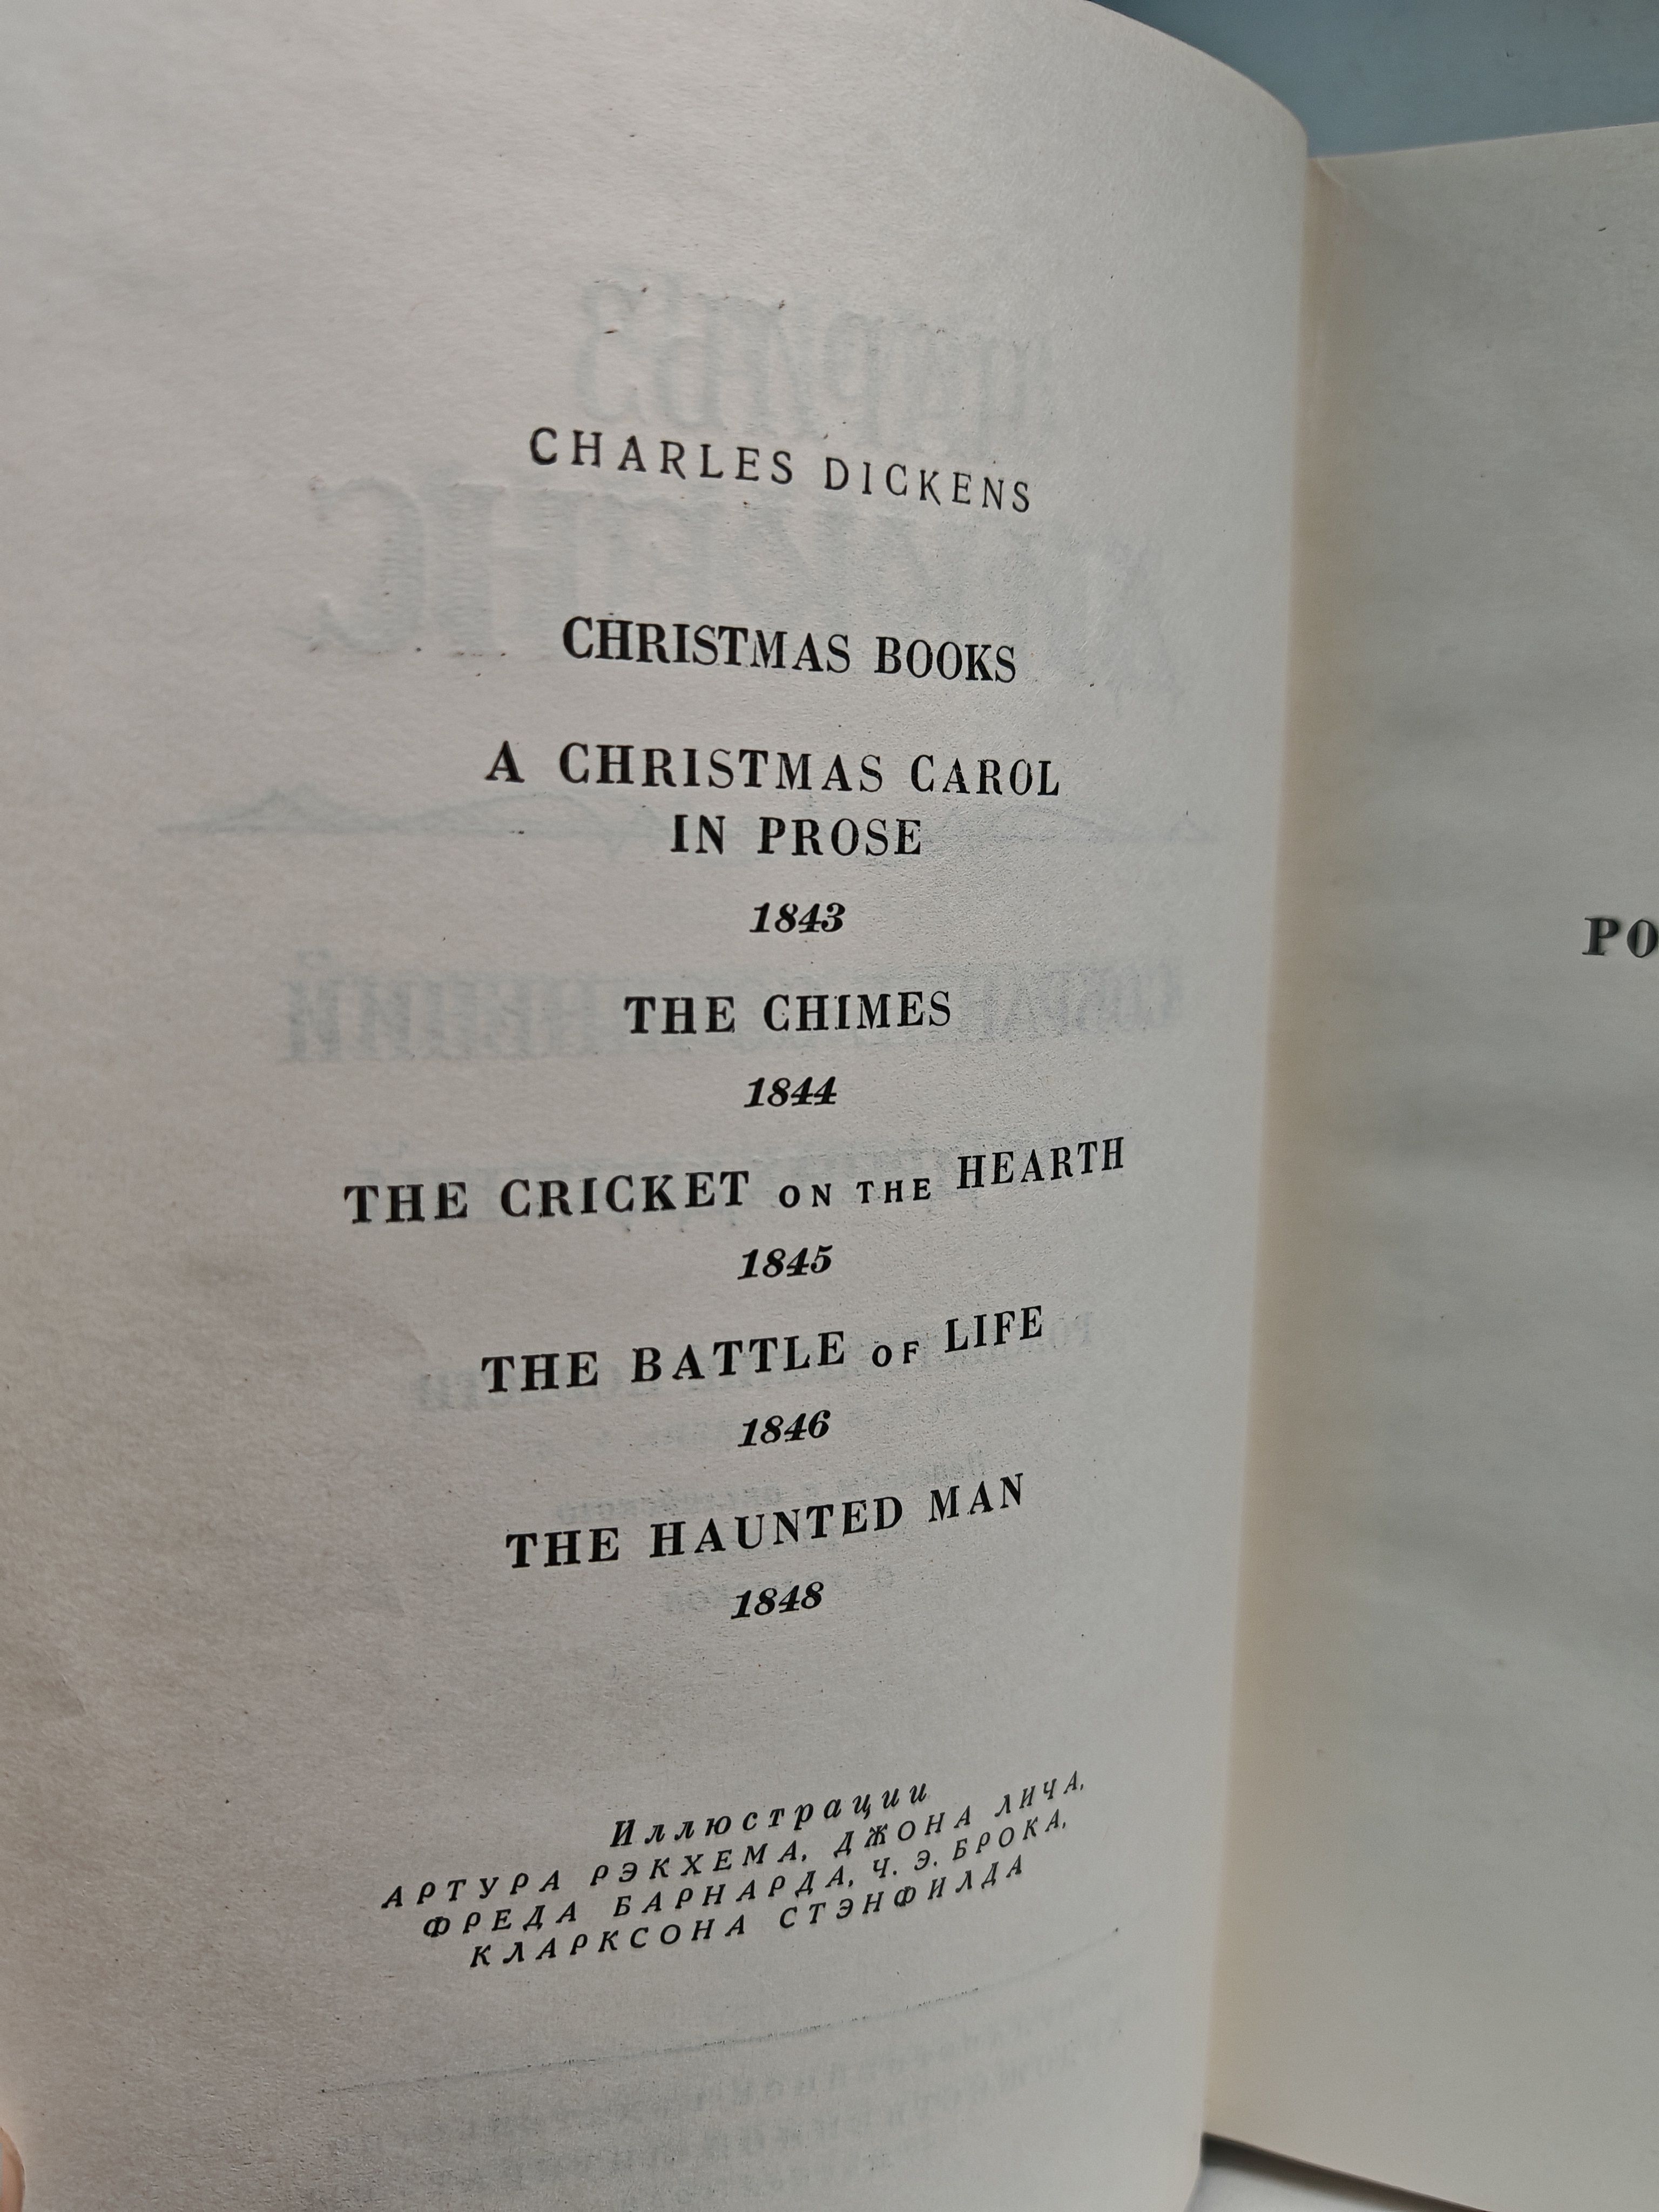 CHARLES DICKENS
CHRISTMAS BOOKS
A CHRISTMAS CAROL
IN PROSE
1843
THE CHIMES
1844
THE CRICKET ON THE HEARTH
1845
THE BATTLE OF LIFE
1846
THE HAUNTED MAN
1848
Иллюстрации
АРТУРА РЭКХЕМА, ДЖОНА ЛИЧА,
ФРЕДА БАРНАРДА, Ч. Э. БРОКА,
КЛАРКСОНА СТЭНФИЛДА
РО